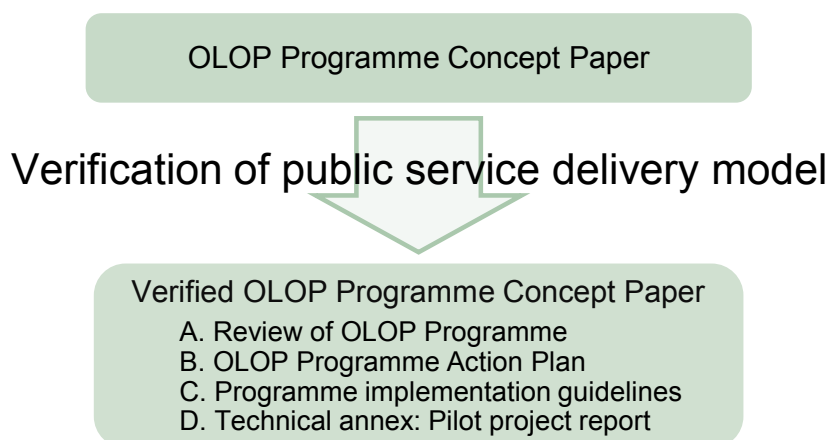 OLOP Programme Concept Paper
Verification of public service delivery model
Verified OLOP Programme Concept Paper
A. Review of OLOP Programme
B. OLOP Programme Action Plan
C. Programme implementation guidelines
D. Technical annex: Pilot project report